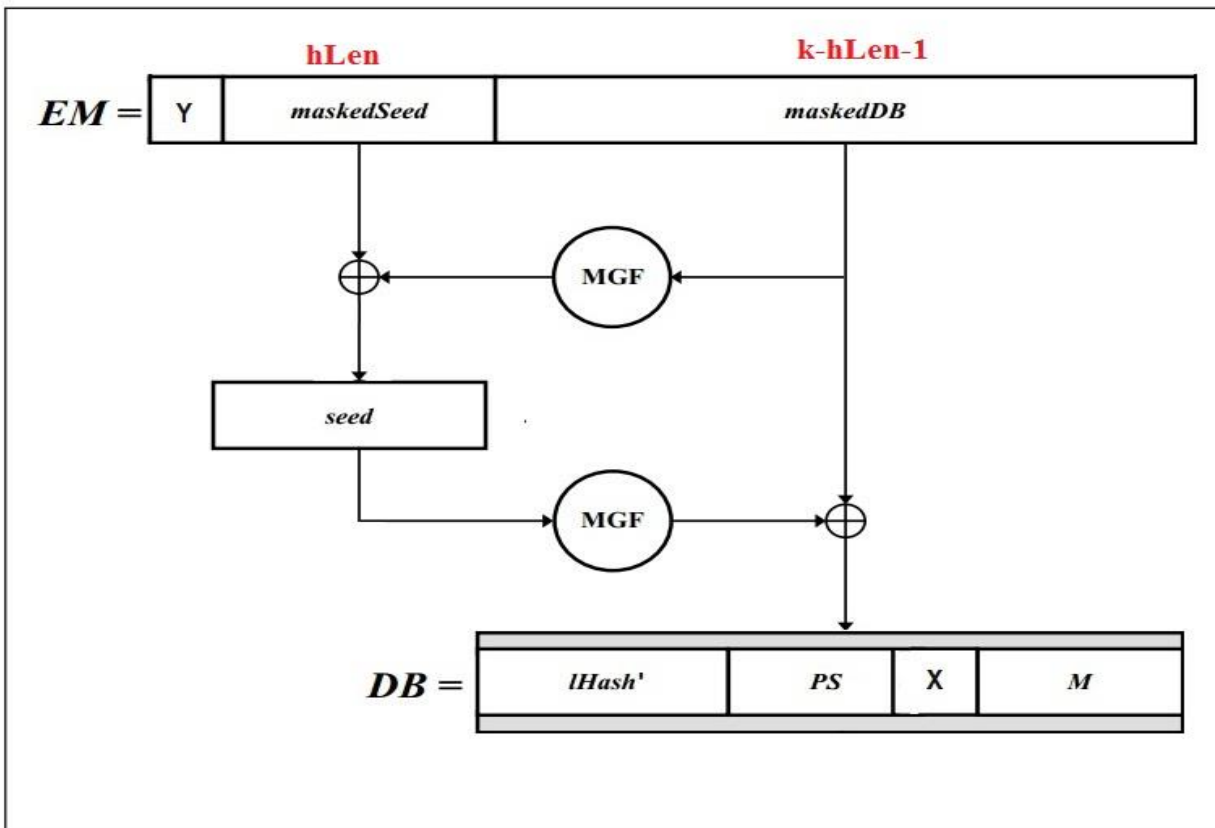 hLen k-hLen-1
EM = Y maskedSeed maskedDB
MGF
seed
MGF
DB = lHash' PS X M